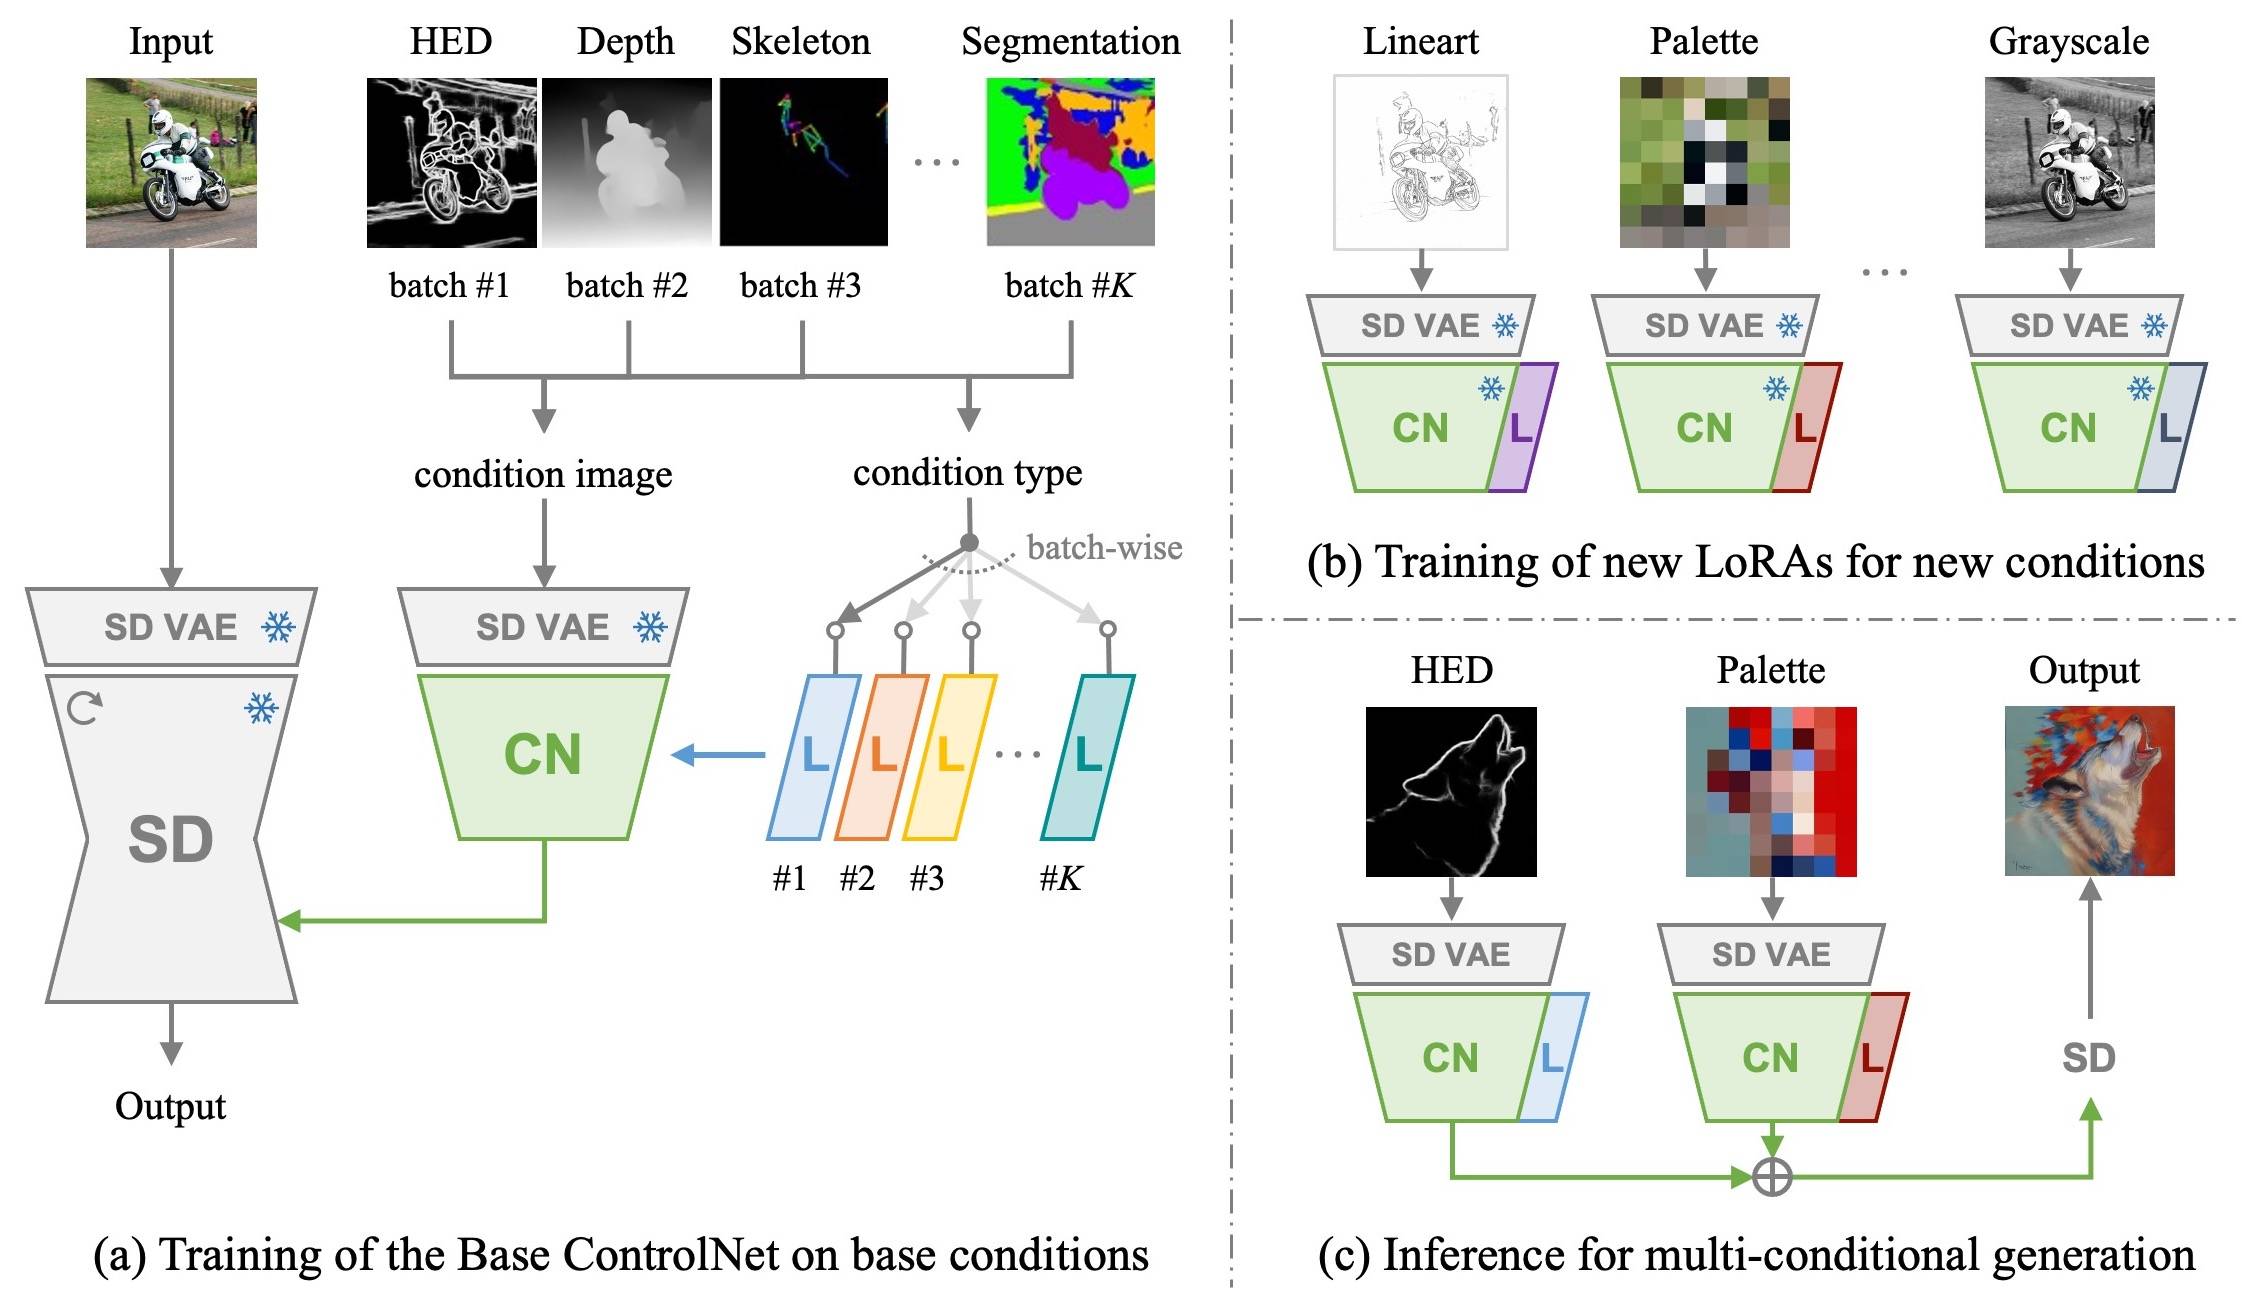 Input
HED
Depth
Skeleton
Segmentation
batch #1
batch #2
batch #3
batch #K
condition image
condition type
batch-wise
SD VAE
SD VAE
SD
CN
L
L
L
L
#1
#2
#3
#K
Output
(a) Training of the Base ControlNet on base conditions
Lineart
Palette
Grayscale
SD VAE
SD VAE
SD VAE
CN
L
CN
L
CN
L
(b) Training of new LoRAs for new conditions
HED
Palette
Output
SD VAE
SD VAE
CN
L
CN
L
SD
(c) Inference for multi-conditional generation